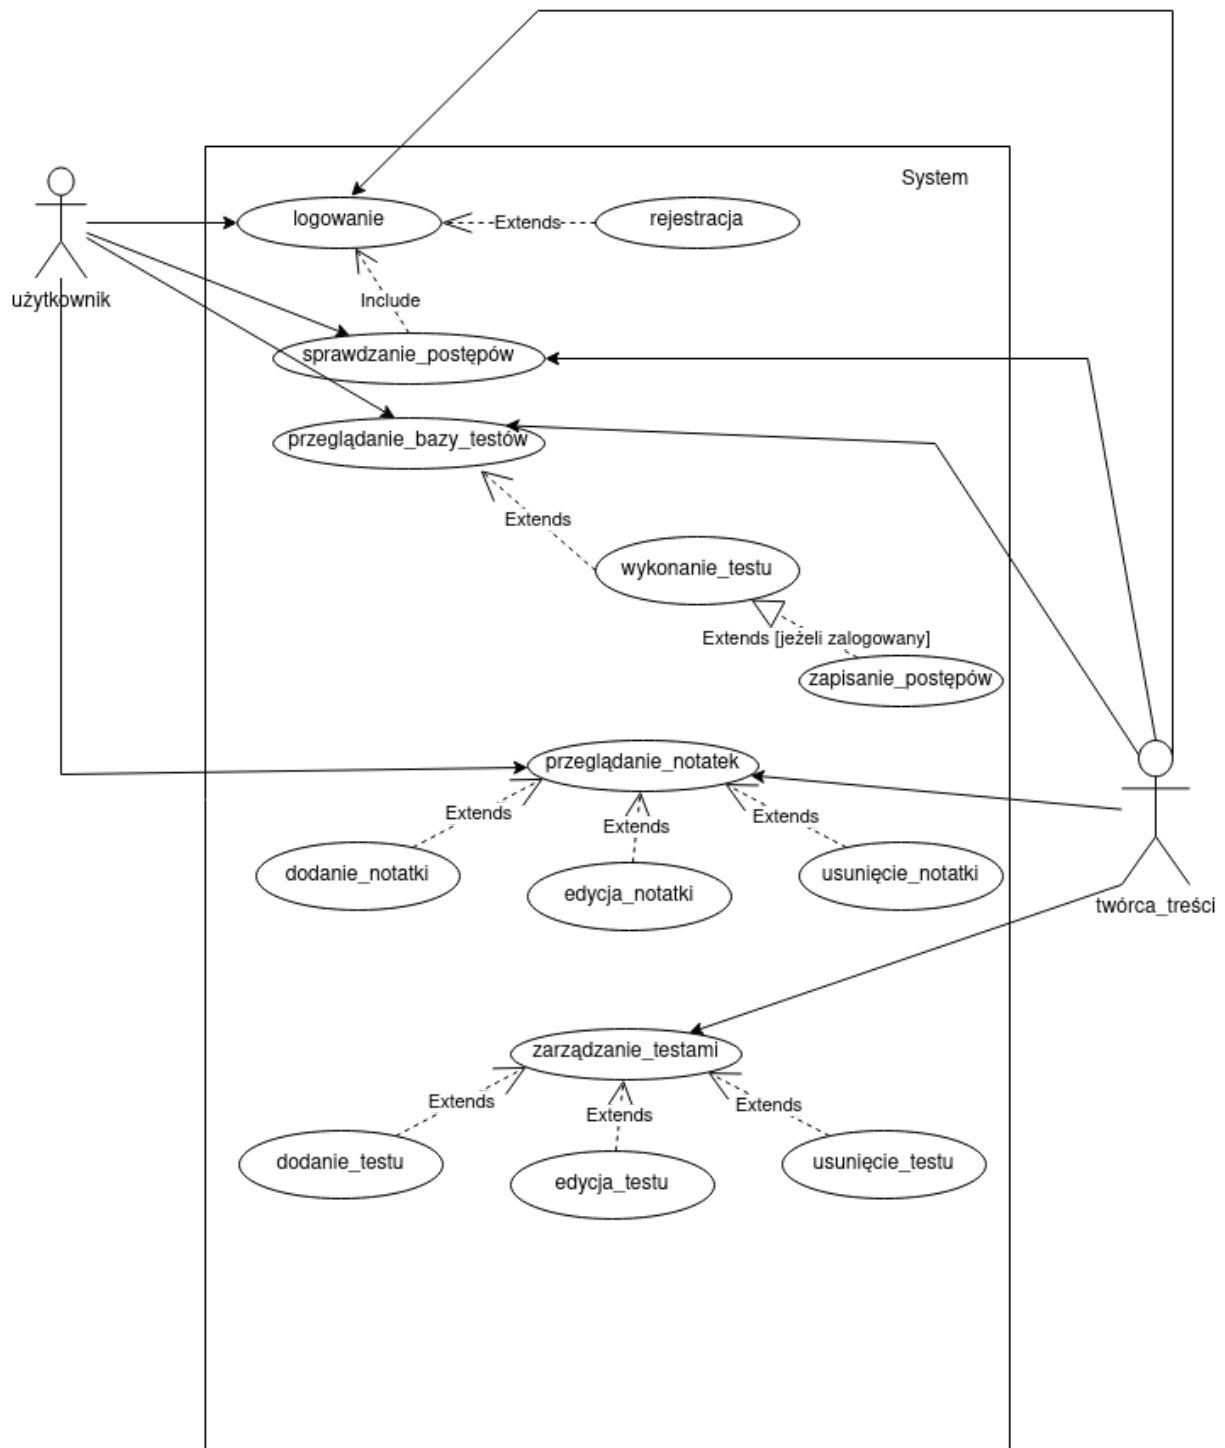 System
logowanie
Extends
rejestracja
użytkownik
Include
sprawdzanie_postępów
przeglądanie_bazy_testów
Extends
wykonanie_testu
Extends [jeżeli zalogowany]
zapisanie_postępów
przeglądanie_notatek
Extends
Extends
Extends
dodanie_notatki
edycja_notatki
usunięcie_notatki
twórca_treści
zarządzanie_testami
Extends
Extends
Extends
dodanie_testu
edycja_testu
usunięcie_testu